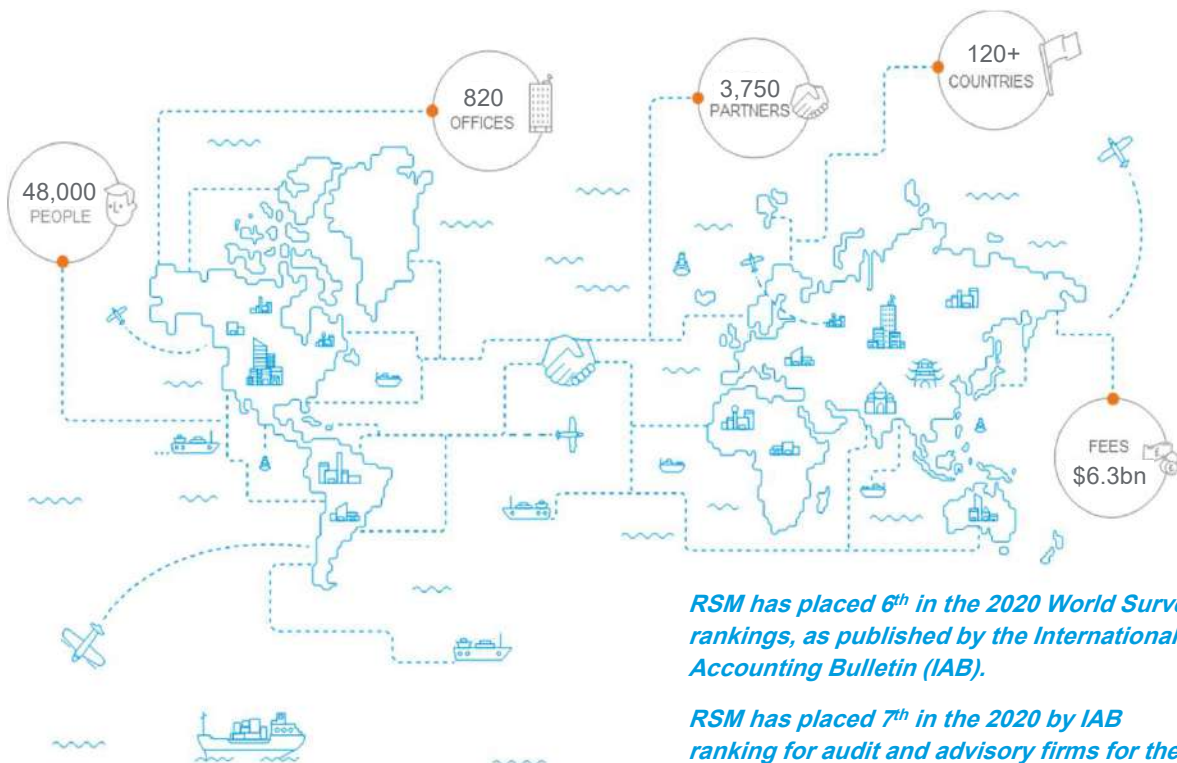 120+
COUNTRIES
820
OFFICES
3,750
PARTNERS
48,000
PEOPLE
FEES
$6.3bn
RSM has placed 6th in the 2020 World Surve
rankings, as published by the International
Accounting Bulletin (IAB).
RSM has placed 7th in the 2020 by IAB
ranking for audit and advisory firms for the